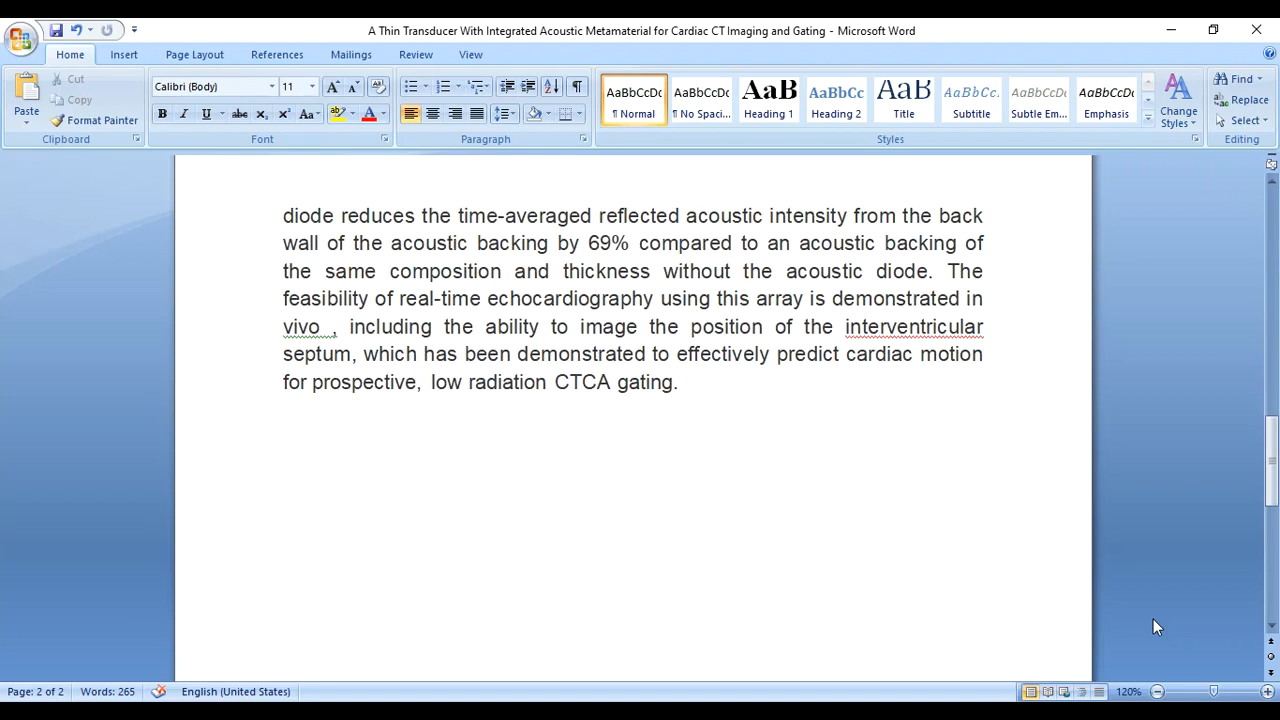 A Thin Transducer With Integrated Acoustic Metamaterial for Cardiac CT Imaging and Gating - Microsoft Word
Home Insert Page Layout References Mailings Review View
Paste
Cut
Copy
Format Painter
Clipboard
Calibri (Body) 11
Font
Paragraph
AaBbCcDc AaBbCcDc AaB AaBbCc AaB AaBbCc. AaBbCcDc AaBbCcDc
¶ Normal ¶ No Spaci... Heading 1 Heading 2 Title Subtitle Subtle Em... Emphasis
Change Styles
Styles
Find
Replace
Select
Editing
diode reduces the time-averaged reflected acoustic intensity from the back
wall of the acoustic backing by 69% compared to an acoustic backing of
the same composition and thickness without the acoustic diode. The
feasibility of real-time echocardiography using this array is demonstrated in
vivo , including the ability to image the position of the interventricular
septum, which has been demonstrated to effectively predict cardiac motion
for prospective, low radiation CTCA gating.
Page: 2 of 2 Words: 265 English (United States) 120%